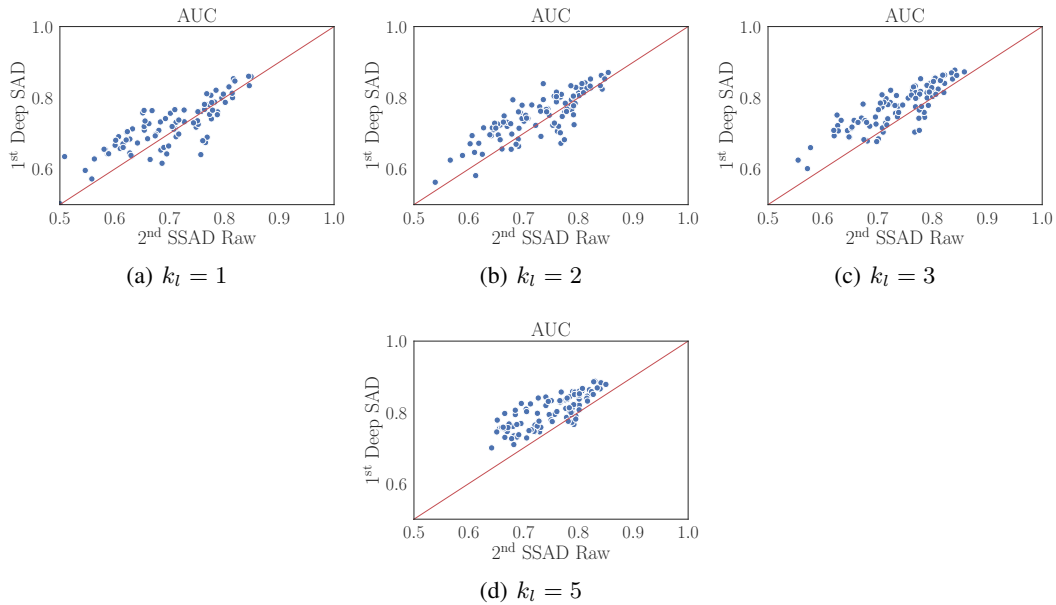 AUC
1.0
0.8
0.6
1st Deep SAD
0.5 0.6 0.7 0.8 0.9 1.0
2nd SSAD Raw
(a) k_l = 1
AUC
1.0
0.8
0.6
1st Deep SAD
0.5 0.6 0.7 0.8 0.9 1.0
2nd SSAD Raw
(b) k_l = 2
AUC
1.0
0.8
0.6
1st Deep SAD
0.5 0.6 0.7 0.8 0.9 1.0
2nd SSAD Raw
(c) k_l = 3
AUC
1.0
0.8
0.6
1st Deep SAD
0.5 0.6 0.7 0.8 0.9 1.0
2nd SSAD Raw
(d) k_l = 5